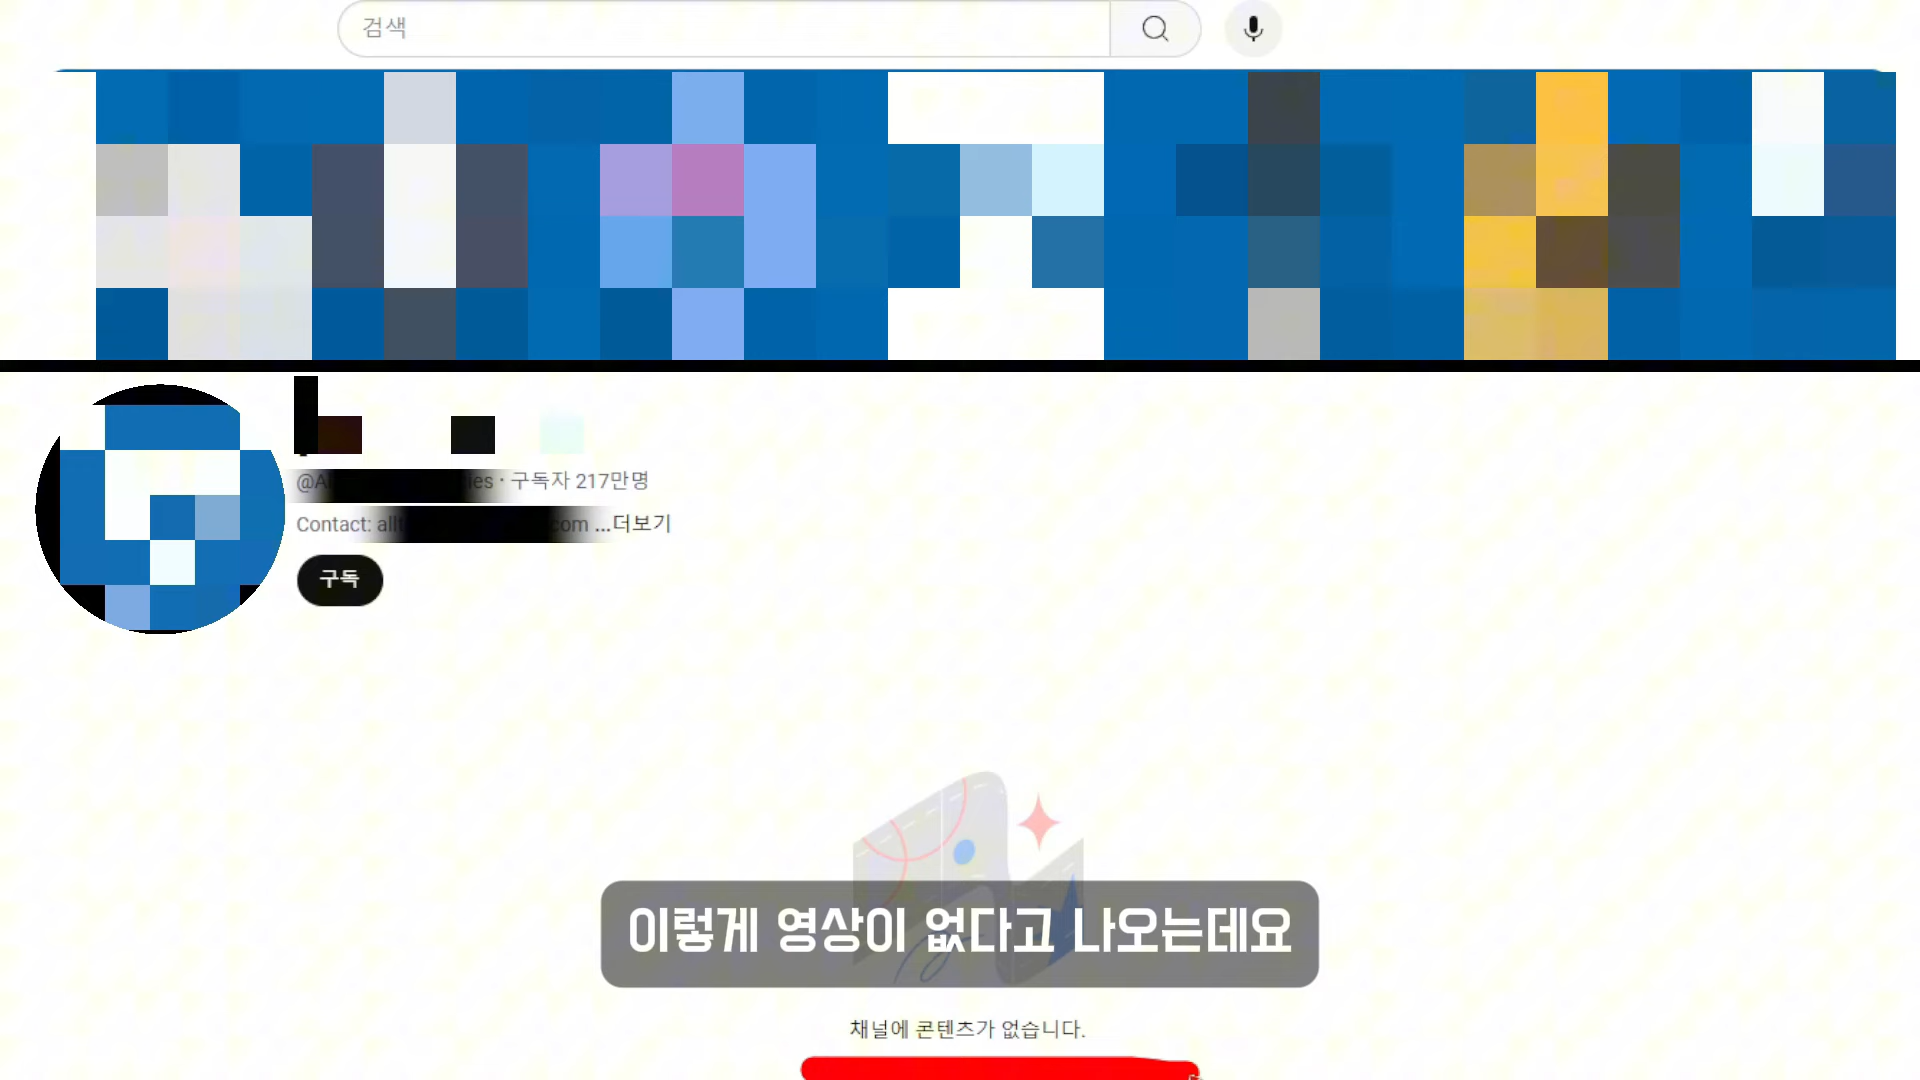 검색
@A ies · 구독자 217만명
Contact: all com ...더보기
구독
이렇게 영상이 없다고 나오는데요
채널에 콘텐츠가 없습니다.